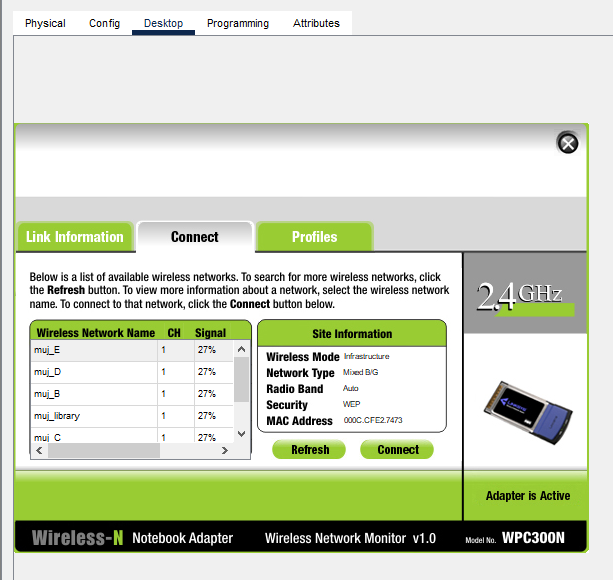 Physical Config Desktop Programming Attributes
Link Information Connect Profiles
Below is a list of available wireless networks. To search for more wireless networks, click
the Refresh button. To view more information about a network, select the wireless network
name. To connect to that network, click the Connect button below.
2.4GHz
Wireless Network Name CH Signal
muj_E 1 27%
muj_D 1 27%
muj_B 1 27%
muj_library 1 27%
muj_C 1 27%
Site Information
Wireless Mode Infrastructure
Network Type Mixed B/G
Radio Band Auto
Security WEP
MAC Address 000C.CFE2.7473
Refresh Connect
Adapter is Active
Wireless-N Notebook Adapter Wireless Network Monitor v1.0 Model No. WPC300N